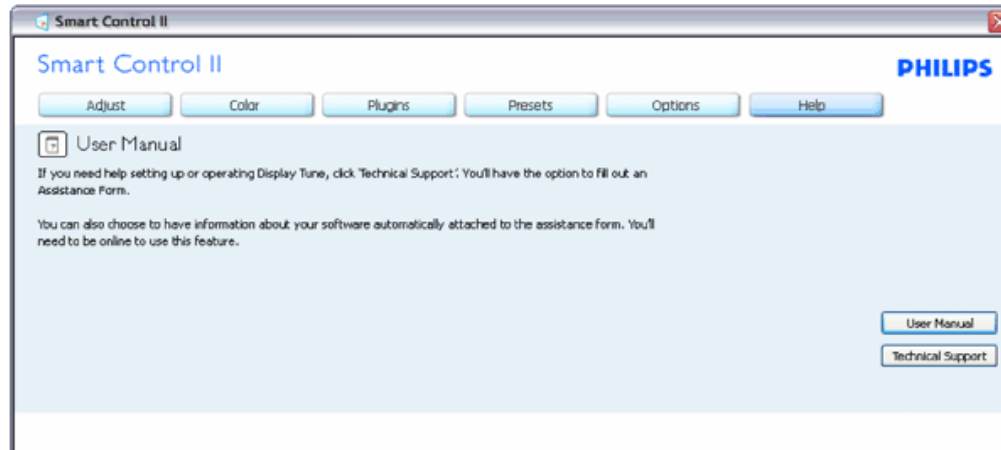 Smart Control II
Smart Control II
PHILIPS
Adjust Color Plugins Presets Options Help
User Manual
If you need help setting up or operating Display Tune, click 'Technical Support'. You'll have the option to fill out an
Assistance Form.
You can also choose to have information about your software automatically attached to the assistance form. You'll
need to be online to use this feature.
User Manual
Technical Support